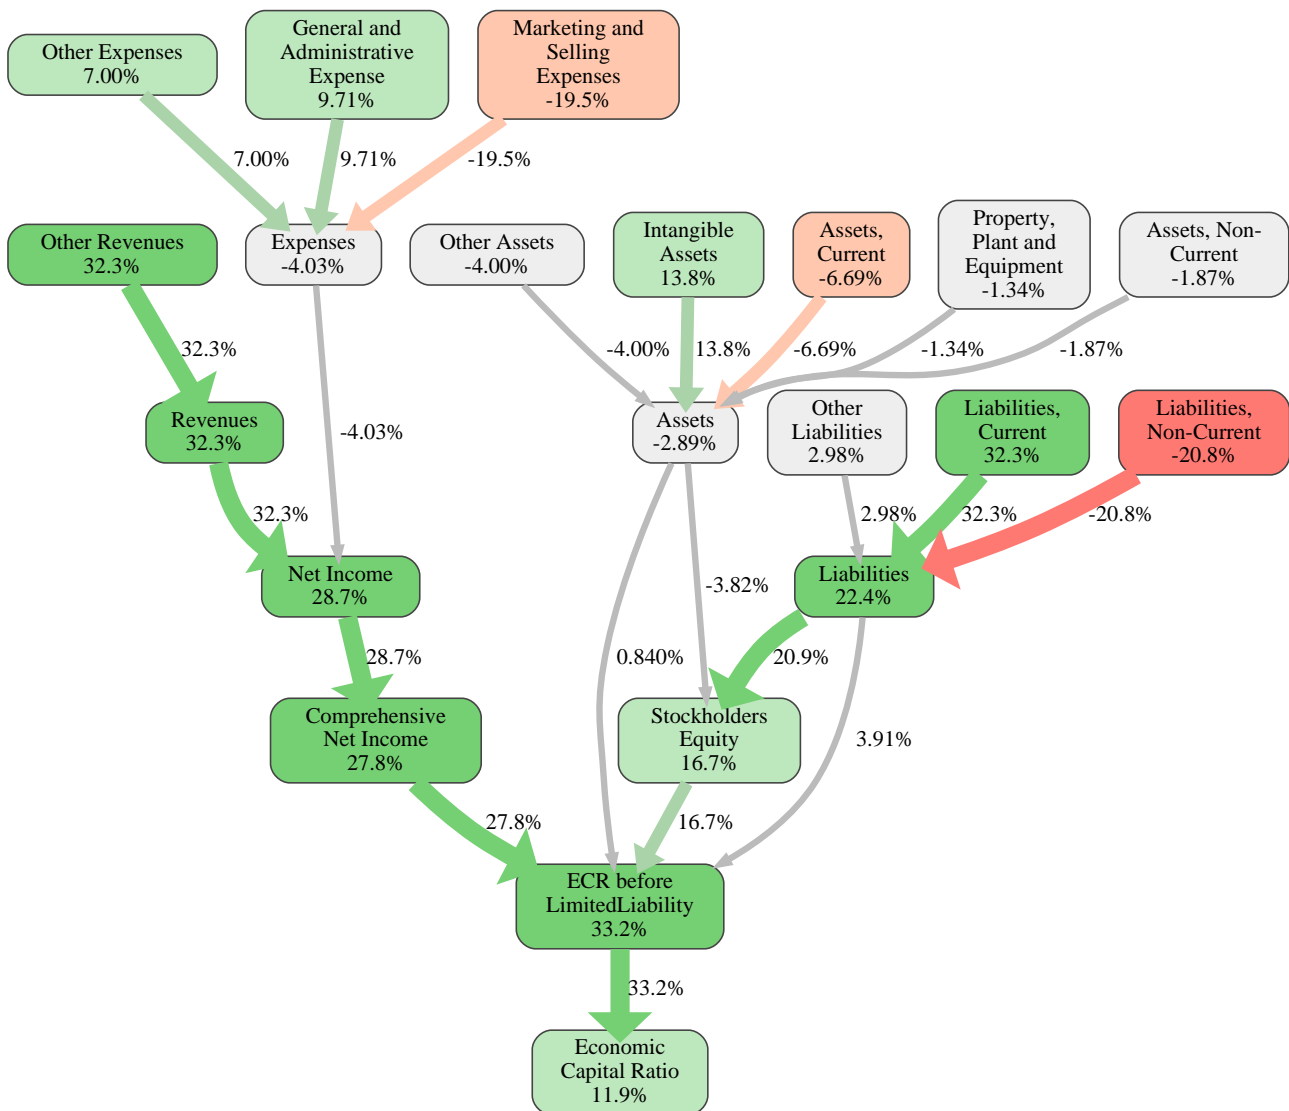 Other Expenses
7.00%
General and
Administrative
Expense
9.71%
Marketing and
Selling
Expenses
-19.5%
7.00%
9.71%
-19.5%
Other Revenues
32.3%
Expenses
-4.03%
Other Assets
-4.00%
Intangible
Assets
13.8%
Assets,
Current
-6.69%
Property,
Plant and
Equipment
-1.34%
Assets, Non-
Current
-1.87%
32.3%
-4.00%
13.8%
-6.69%
-1.34%
-1.87%
Revenues
32.3%
-4.03%
Assets
-2.89%
Other
Liabilities
2.98%
Liabilities,
Current
32.3%
Liabilities,
Non-Current
-20.8%
32.3%
2.98%
32.3%
-20.8%
Net Income
28.7%
-3.82%
Liabilities
22.4%
28.7%
0.840%
20.9%
Comprehensive
Net Income
27.8%
Stockholders
Equity
16.7%
3.91%
27.8%
16.7%
ECR before
LimitedLiability
33.2%
33.2%
Economic
Capital Ratio
11.9%